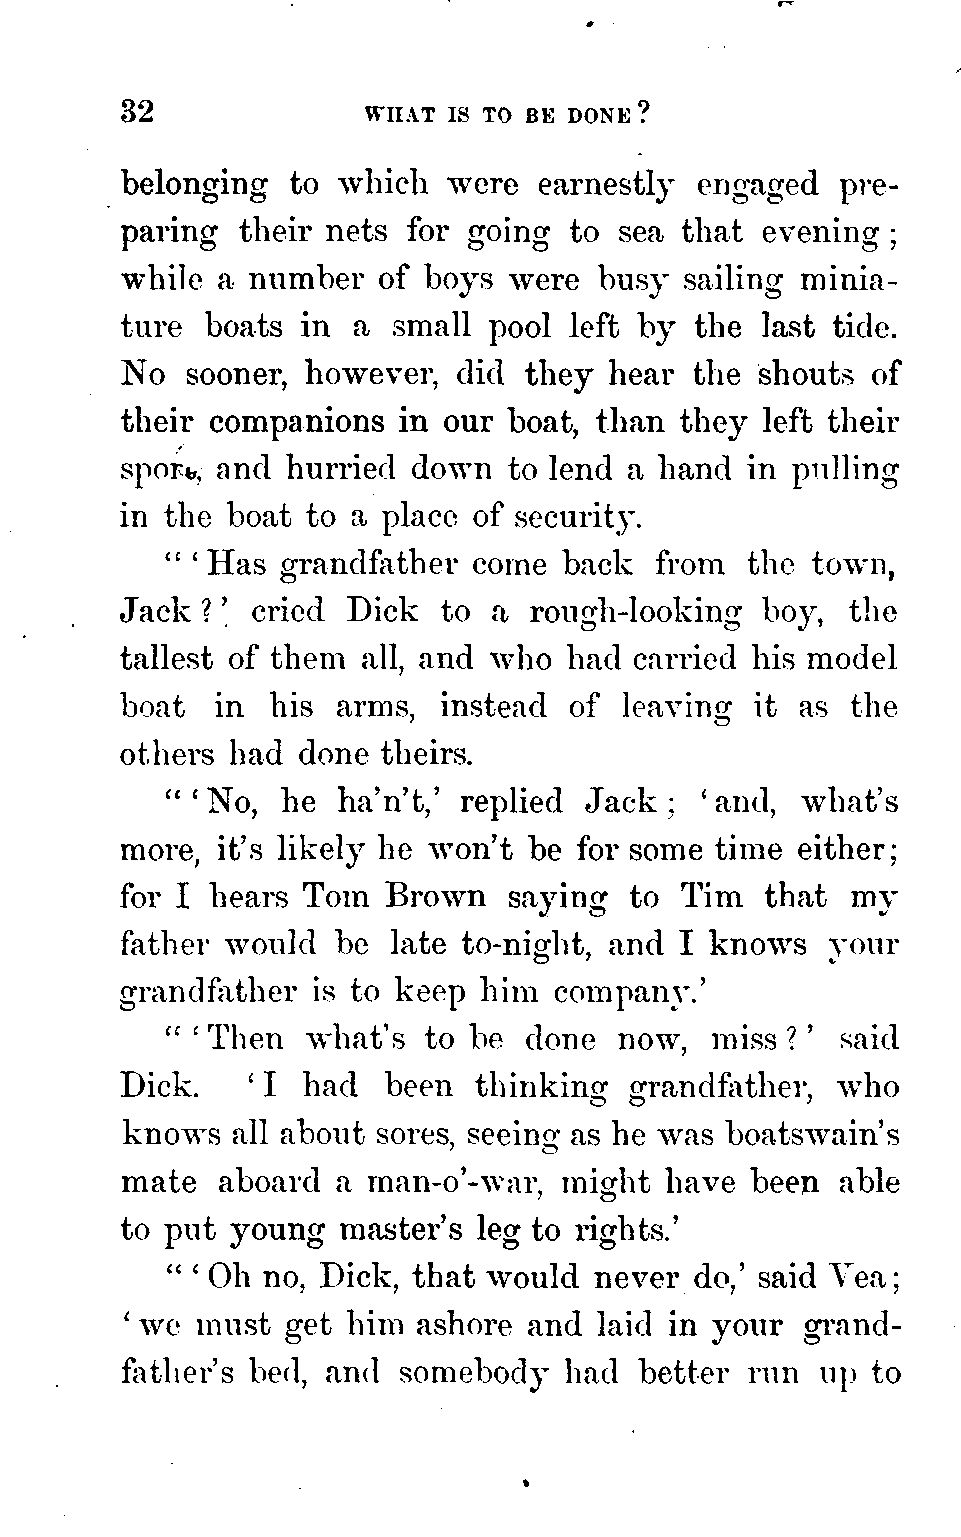 32 WHAT IS TO BE DONE?
belonging to which were earnestly engaged pre-
paring their nets for going to sea that evening;
while a number of boys were busy sailing minia-
ture boats in a small pool left by the last tide.
No sooner, however, did they hear the shouts of
their companions in our boat, than they left their
sport, and hurried down to lend a hand in pulling
in the boat to a place of security.
“‘Has grandfather come back from the town,
Jack?’ cried Dick to a rough-looking boy, the
tallest of them all, and who had carried his model
boat in his arms, instead of leaving it as the
others had done theirs.
“‘No, he ha’n’t,’ replied Jack; ‘and, what’s
more, it’s likely he won’t be for some time either;
for I hears Tom Brown saying to Tim that my
father would be late to-night, and I knows your
grandfather is to keep him company.’
“‘Then what’s to be done now, miss?’ said
Dick. ‘I had been thinking grandfather, who
knows all about sores, seeing as he was boatswain’s
mate aboard a man-o’-war, might have been able
to put young master’s leg to rights.’
“‘Oh no, Dick, that would never do,’ said Vea;
‘we must get him ashore and laid in your grand-
father’s bed, and somebody had better run up to